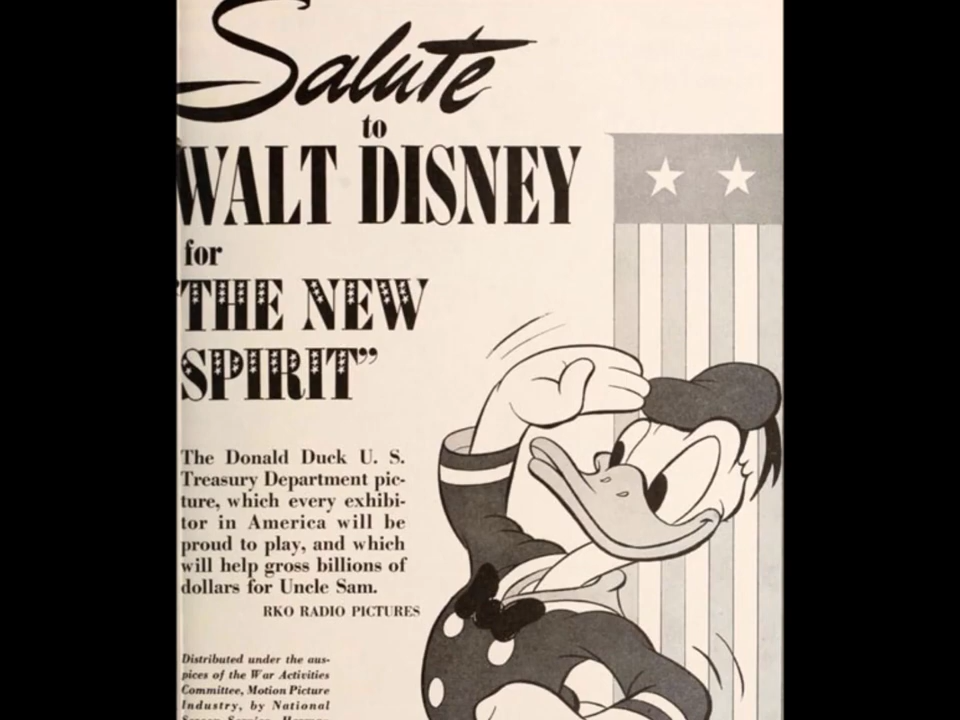 Salute
to
WALT DISNEY
for
"THE NEW
SPIRIT"
The Donald Duck U. S.
Treasury Department pic-
ture, which every exhibi-
tor in America will be
proud to play, and which
will help gross billions of
dollars for Uncle Sam.
RKO RADIO PICTURES
Distributed under the aus-
pices of the War Activities
Committee, Motion Picture
Industry, by National